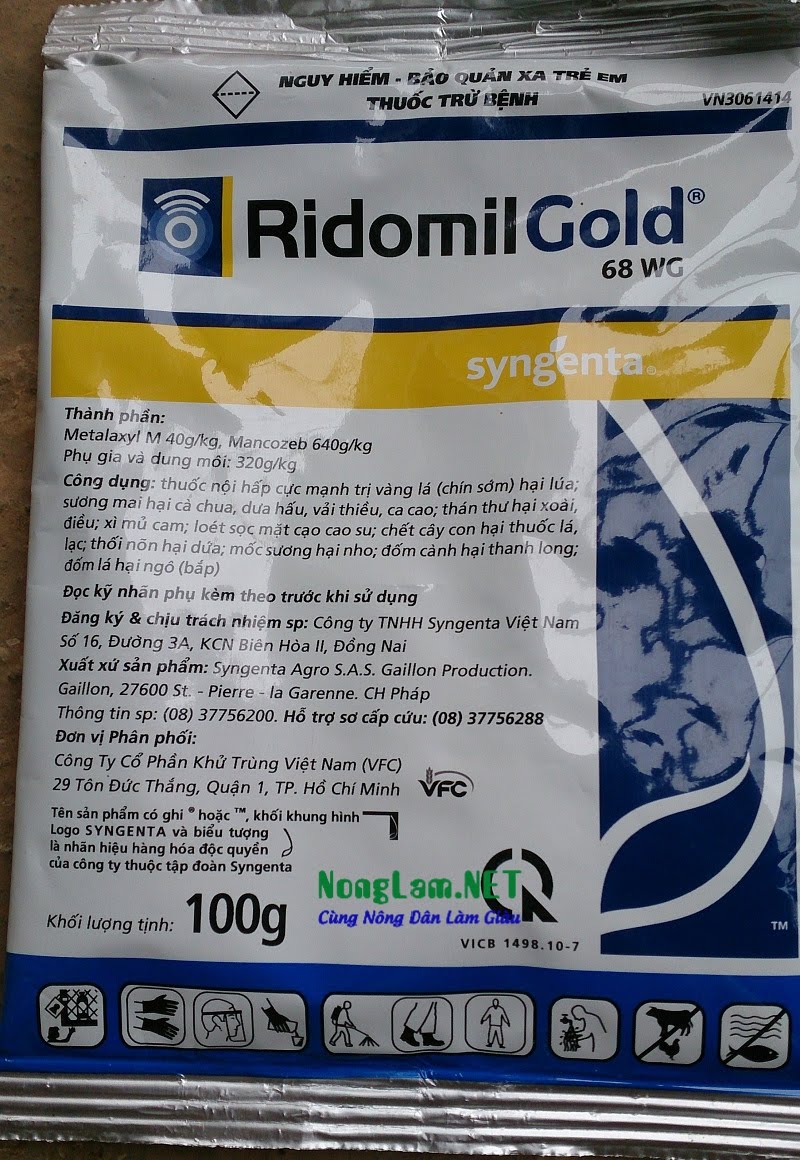 NGUY HIỂM - BẢO QUẢN XA TRẺ EM
THUỐC TRỪ BỆNH
VN3061414
RidomilGold®
68 WG
syngenta®
Thành phần:
Metalaxyl M 40g/kg, Mancozeb 640g/kg
Phụ gia và dung môi: 320g/kg
Công dụng: thuốc nội hấp cực mạnh trị vàng lá (chín sớm) hại lúa;
sương mai hại cà chua, dưa hấu, vải thiều, ca cao; thán thư hại xoài,
điều; xì mủ cam; loét sọc mặt cạo cao su; chết cây con hại thuốc lá,
lạc; thối nõn hại dứa; mốc sương hại nho; đốm cành hại thanh long;
đốm lá hại ngô (bắp)
Đọc kỹ nhãn phụ kèm theo trước khi sử dụng
Đăng ký & chịu trách nhiệm sp: Công ty TNHH Syngenta Việt Nam
Số 16, Đường 3A, KCN Biên Hòa II, Đồng Nai
Xuất xứ sản phẩm: Syngenta Agro S.A.S. Gaillon Production.
Gaillon, 27600 St. - Pierre - la Garenne. CH Pháp
Thông tin sp: (08) 37756200. Hỗ trợ sơ cấp cứu: (08) 37756288
Đơn vị Phân phối:
Công Ty Cổ Phần Khử Trùng Việt Nam (VFC)
29 Tôn Đức Thắng, Quận 1, TP. Hồ Chí Minh
VFC
Tên sản phẩm có ghi ® hoặc ™, khối khung hình
Logo SYNGENTA và biểu tượng
là nhãn hiệu hàng hóa độc quyền
của công ty thuộc tập đoàn Syngenta
NongLam.NET
Cùng Nông Dân Làm Giàu
Khối lượng tịnh: 100g
VICB 1498.10-7
TM